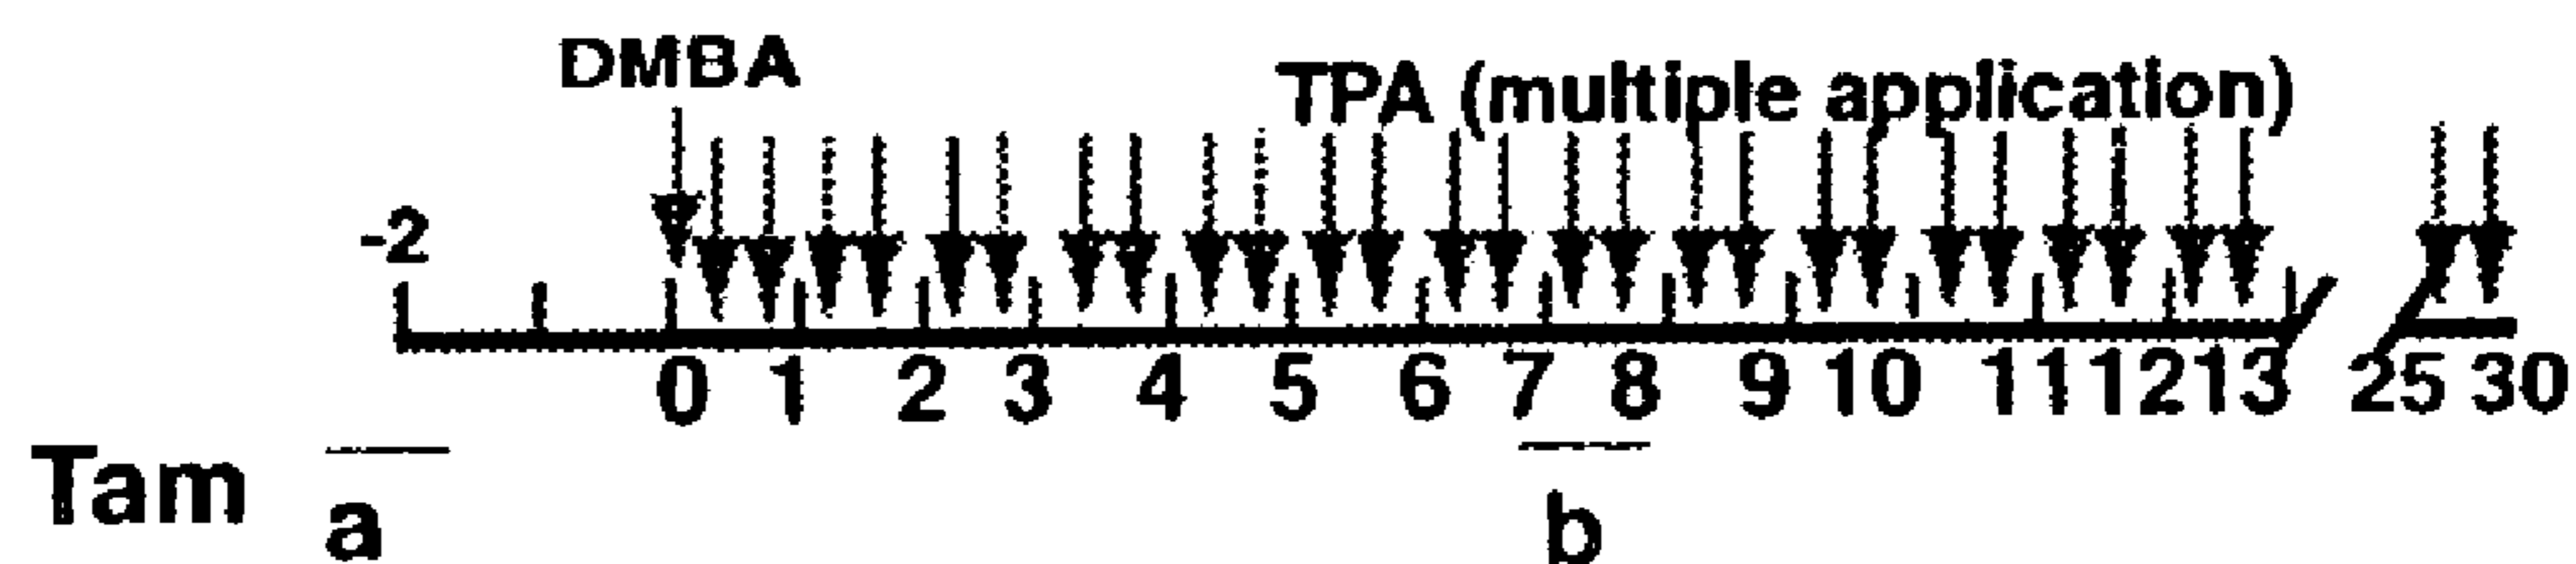 DMBA
TPA (multiple application)
-2
0 1 2 3 4 5 6 7 8 9 10 11 12 13 25 30
Tam
a b